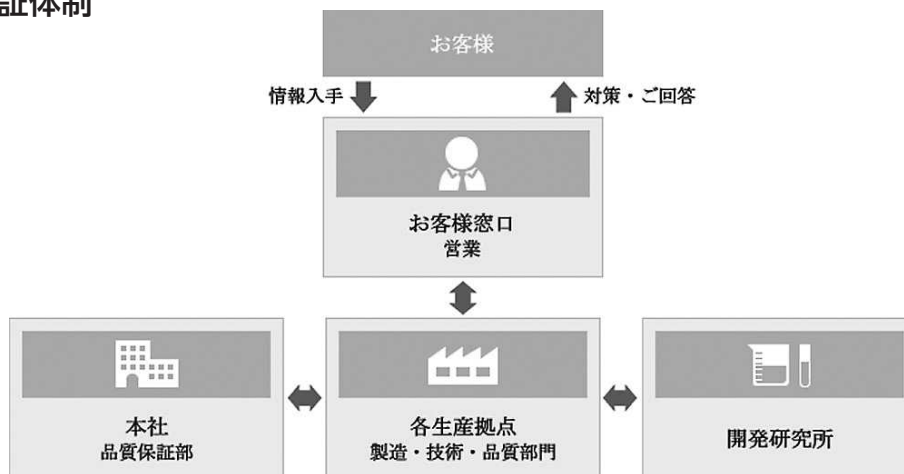 証体制
お客様
情報入手
対策・ご回答
お客様窓口
営業
本社
品質保証部
各生産拠点
製造・技術・品質部門
開発研究所